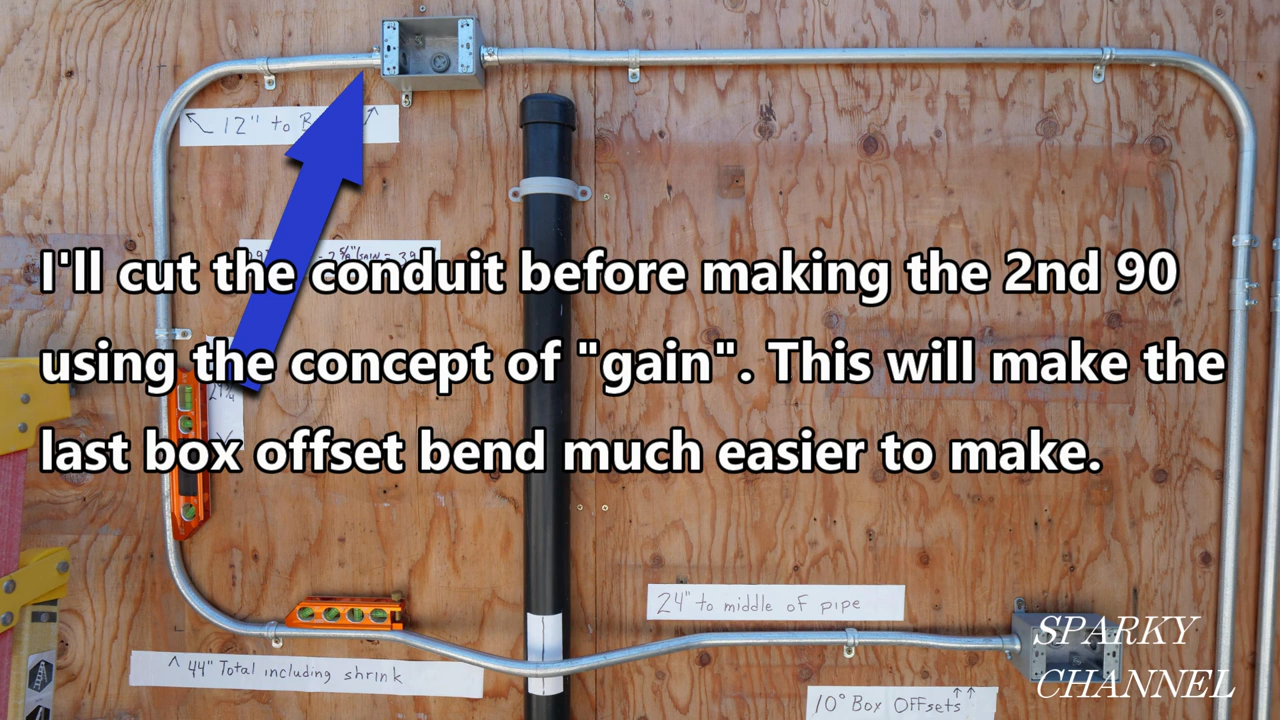 12" to
I'll cut the conduit before making the 2nd 90
using the concept of "gain". This will make the
last box offset bend much easier to make.
24" to middle of pipe
44" Total including shrink
10° Box OFFsets
SPARKY
CHANNEL